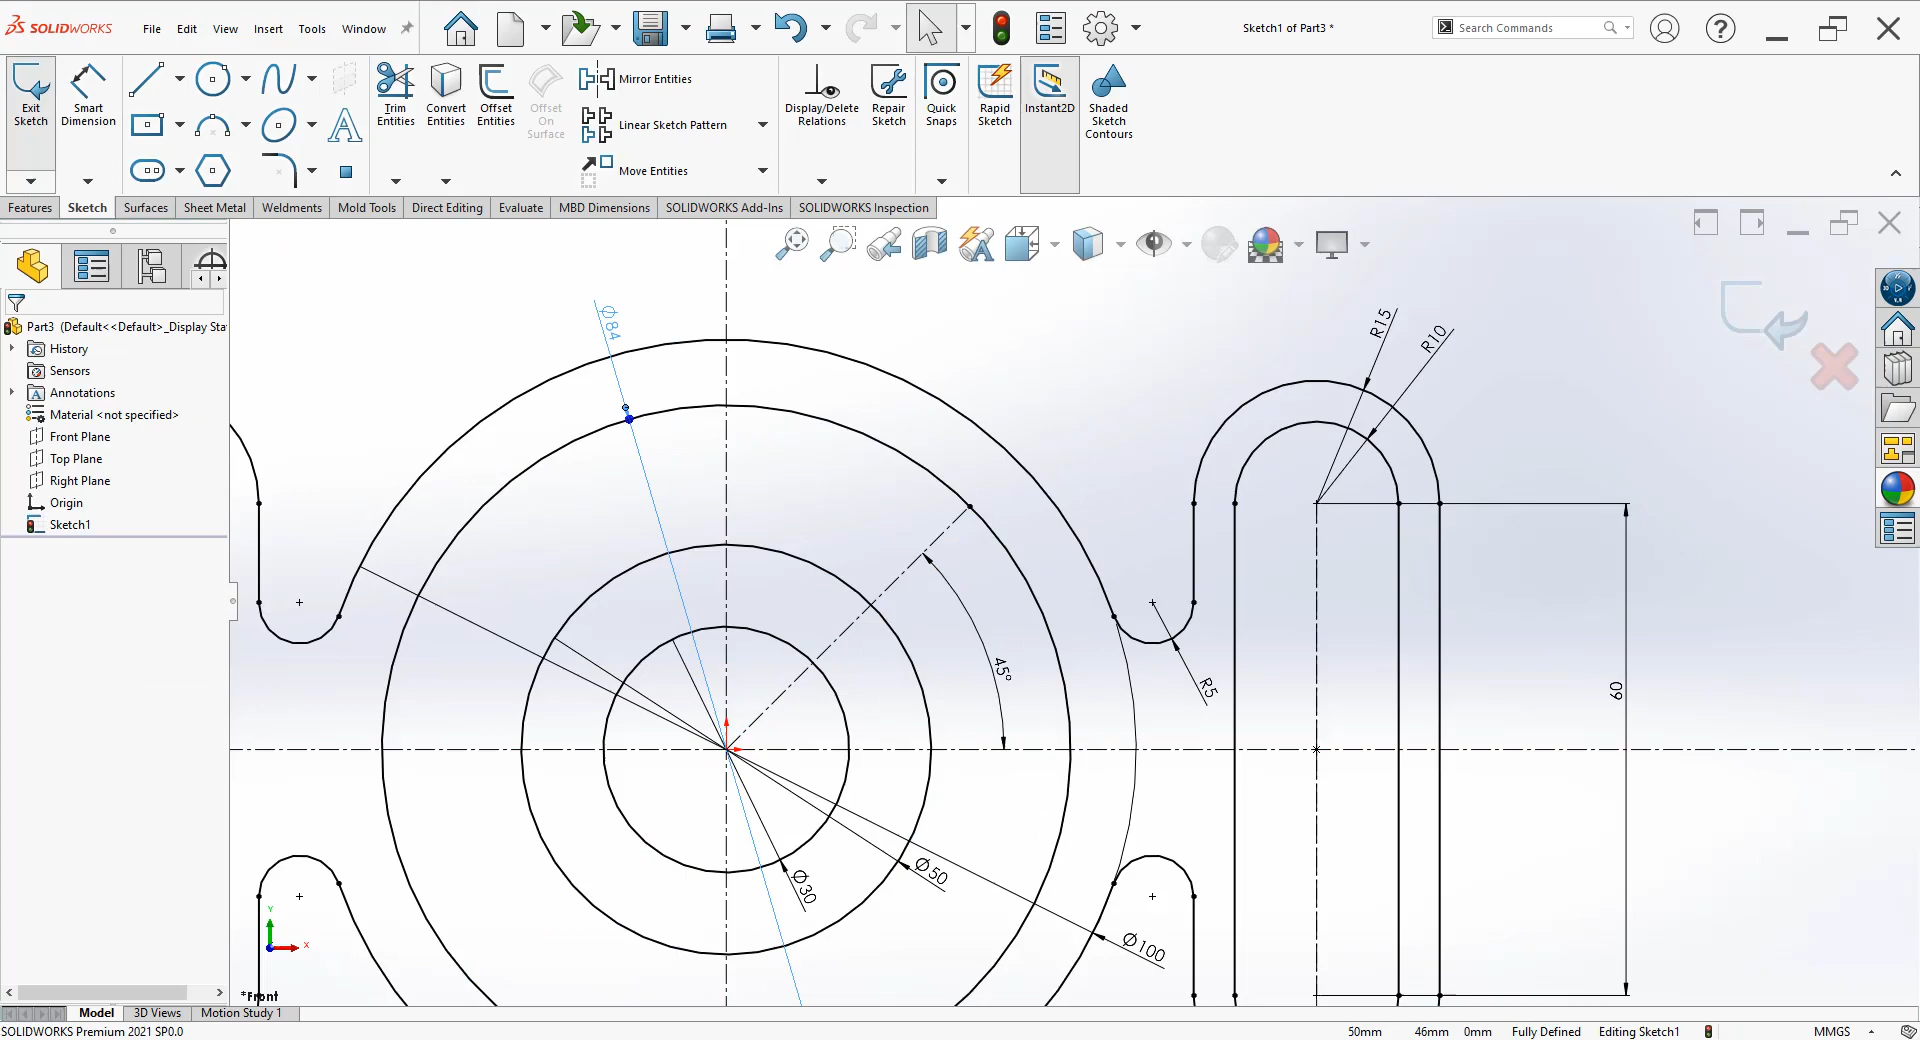 SOLIDWORKS
File Edit View Insert Tools Window
Sketch1 of Part3 *
Search Commands
Exit Sketch
Smart Dimension
Trim Entities
Convert Entities
Offset Entities
Offset On Surface
Mirror Entities
Linear Sketch Pattern
Move Entities
Display/Delete Relations
Repair Sketch
Quick Snaps
Rapid Sketch
Instant2D
Shaded Sketch Contours
Features Sketch Surfaces Sheet Metal Weldments Mold Tools Direct Editing Evaluate MBD Dimensions SOLIDWORKS Add-Ins SOLIDWORKS Inspection
Part3 (Default<<Default>_Display Sta
History
Sensors
Annotations
Material <not specified>
Front Plane
Top Plane
Right Plane
Origin
Sketch1
Ø84
R15
R10
45°
R5
60
Ø30
Ø50
Ø100
Y
X
*Front
Model 3D Views Motion Study 1
SOLIDWORKS Premium 2021 SP0.0
50mm 46mm 0mm Fully Defined Editing Sketch1 MMGS